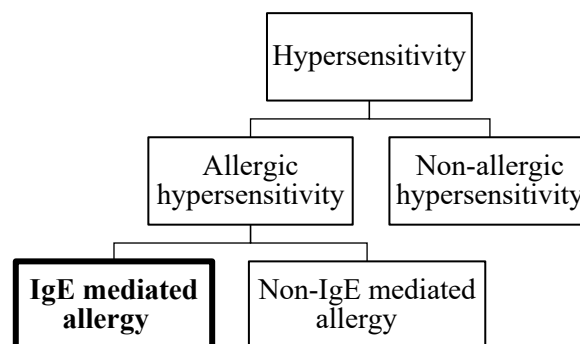 Hypersensitivity
Allergic
hypersensitivity
Non-allergic
hypersensitivity
IgE mediated
allergy
Non-IgE mediated
allergy